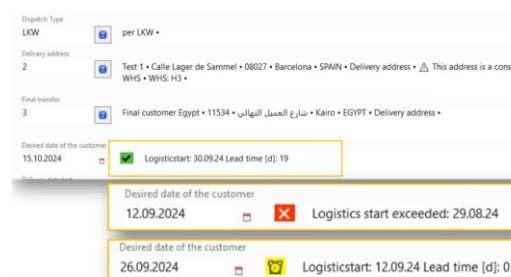 Dispatch Type
LKW per LKW •
Delivery address
2 Test 1 • Calle Lager de Sammel • 08027 • Barcelona • SPAIN • Delivery address • ⚠ This address is a cons
WHS • WHS: H3 •
Final transfer
3 Final customer Egypt • 11534 • شارع العميل النهائي • Kairo • EGYPT • Delivery address •
Desired date of the customer
15.10.2024 Logisticstart: 30.09.24 Lead time [d]: 19
Desired date of the customer
12.09.2024 Logistics start exceeded: 29.08.24
Desired date of the customer
26.09.2024 Logisticstart: 12.09.24 Lead time [d]: 0